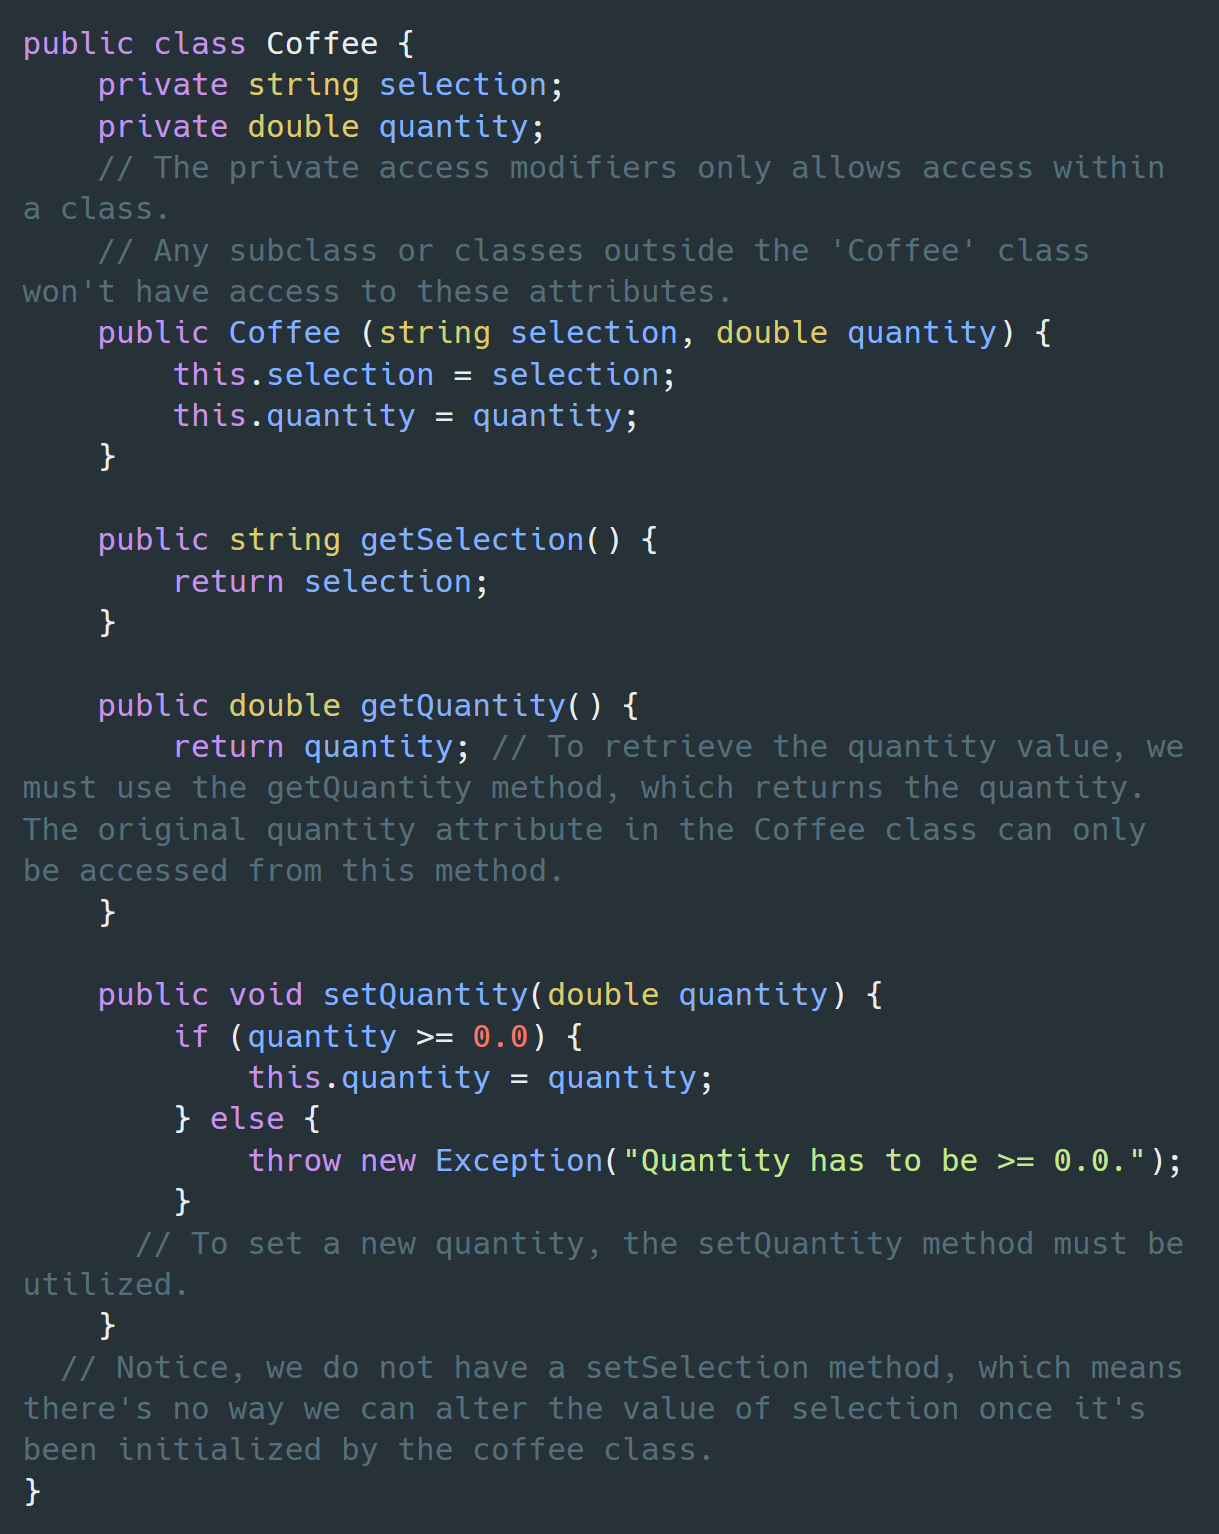 public class Coffee {
    private string selection;
    private double quantity;
    // The private access modifiers only allows access within
a class.
    // Any subclass or classes outside the 'Coffee' class
won't have access to these attributes.
    public Coffee (string selection, double quantity) {
        this.selection = selection;
        this.quantity = quantity;
    }

    public string getSelection() {
        return selection;
    }

    public double getQuantity() {
        return quantity; // To retrieve the quantity value, we
must use the getQuantity method, which returns the quantity.
The original quantity attribute in the Coffee class can only
be accessed from this method.
    }

    public void setQuantity(double quantity) {
        if (quantity >= 0.0) {
            this.quantity = quantity;
        } else {
            throw new Exception("Quantity has to be >= 0.0.");
        }
      // To set a new quantity, the setQuantity method must be
utilized.
    }
  // Notice, we do not have a setSelection method, which means
there's no way we can alter the value of selection once it's
been initialized by the coffee class.
}